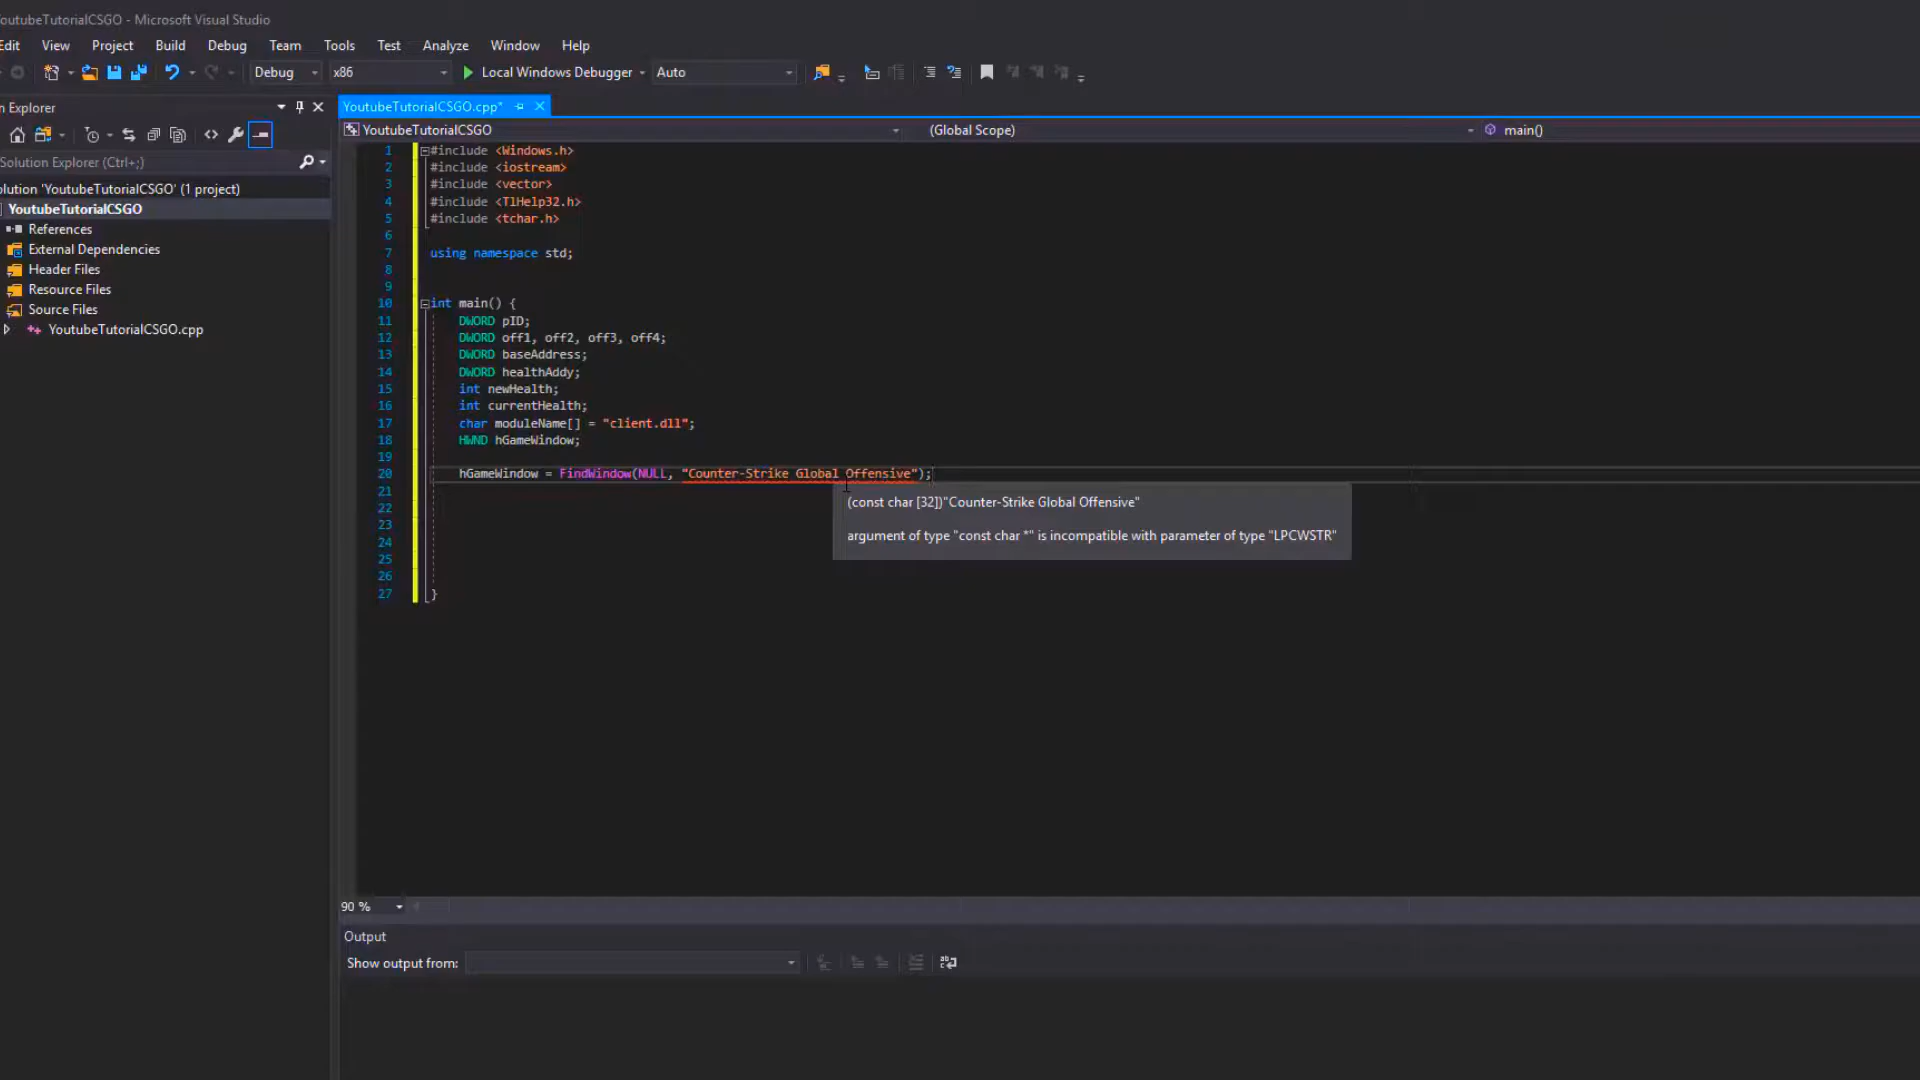 outubeTutorialCSGO - Microsoft Visual Studio
Edit View Project Build Debug Team Tools Test Analyze Window Help
Debug x86 Local Windows Debugger Auto
n Explorer
YoutubeTutorialCSGO.cpp*
YoutubeTutorialCSGO (Global Scope) main()
Solution Explorer (Ctrl+;)
olution 'YoutubeTutorialCSGO' (1 project)
YoutubeTutorialCSGO
References
External Dependencies
Header Files
Resource Files
Source Files
YoutubeTutorialCSGO.cpp
1 #include <Windows.h>
2 #include <iostream>
3 #include <vector>
4 #include <TlHelp32.h>
5 #include <tchar.h>
6
7 using namespace std;
8
9
10 int main() {
11 DWORD pID;
12 DWORD off1, off2, off3, off4;
13 DWORD baseAddress;
14 DWORD healthAddy;
15 int newHealth;
16 int currentHealth;
17 char moduleName[] = "client.dll";
18 HWND hGameWindow;
19
20 hGameWindow = FindWindow(NULL, "Counter-Strike Global Offensive");
21
22
23
24
25
26
27 }
(const char [32])"Counter-Strike Global Offensive"
argument of type "const char *" is incompatible with parameter of type "LPCWSTR"
90 %
Output
Show output from: